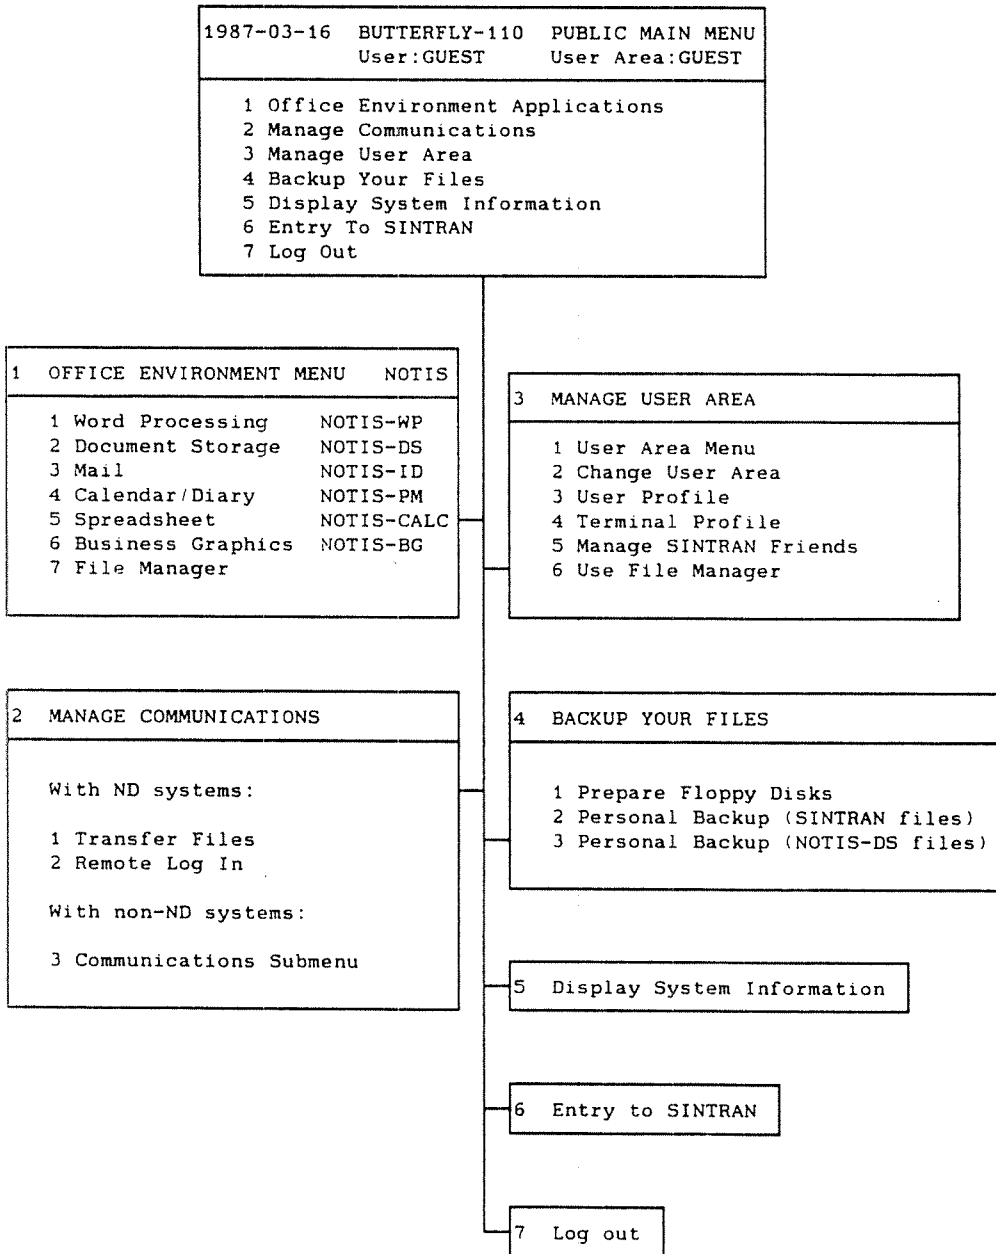 1987-03-16 BUTTERFLY-110 PUBLIC MAIN MENU
User:GUEST User Area:GUEST
1 Office Environment Applications
2 Manage Communications
3 Manage User Area
4 Backup Your Files
5 Display System Information
6 Entry To SINTRAN
7 Log Out
1 OFFICE ENVIRONMENT MENU NOTIS
1 Word Processing NOTIS-WP
2 Document Storage NOTIS-DS
3 Mail NOTIS-ID
4 Calendar/Diary NOTIS-PM
5 Spreadsheet NOTIS-CALC
6 Business Graphics NOTIS-BG
7 File Manager
3 MANAGE USER AREA
1 User Area Menu
2 Change User Area
3 User Profile
4 Terminal Profile
5 Manage SINTRAN Friends
6 Use File Manager
2 MANAGE COMMUNICATIONS
With ND systems:
1 Transfer Files
2 Remote Log In
With non-ND systems:
3 Communications Submenu
4 BACKUP YOUR FILES
1 Prepare Floppy Disks
2 Personal Backup (SINTRAN files)
3 Personal Backup (NOTIS-DS files)
5 Display System Information
6 Entry to SINTRAN
7 Log out